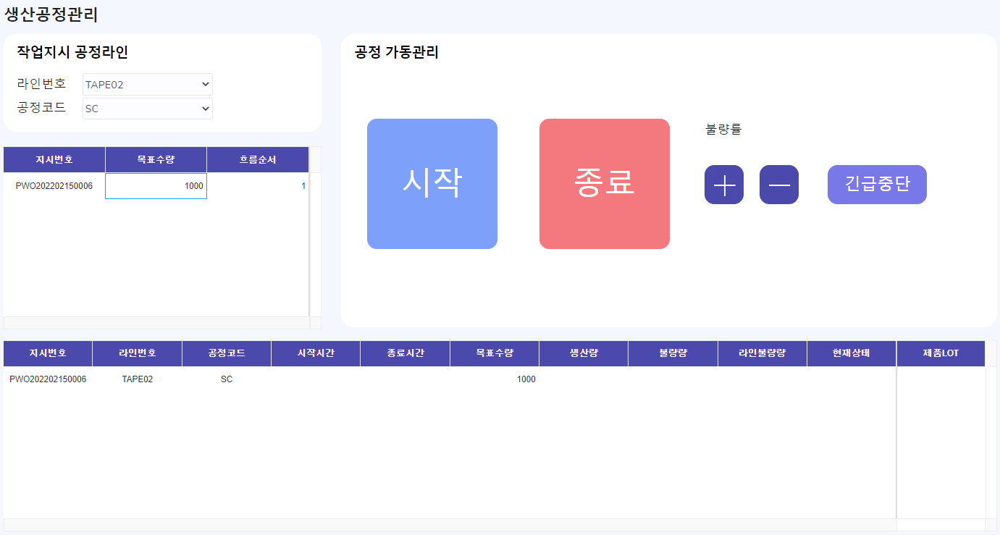 생산공정관리
작업지시 공정라인
라인번호 TAPE02
공정코드 SC
지시번호 목표수량 흐름순서
PWO202202150006 1000 1
공정 가동관리
시작
종료
불량률
+ — 긴급중단
지시번호 라인번호 공정코드 시작시간 종료시간 목표수량 생산량 불량량 라인불량량 현재상태 제품LOT
PWO202202150006 TAPE02 SC 1000